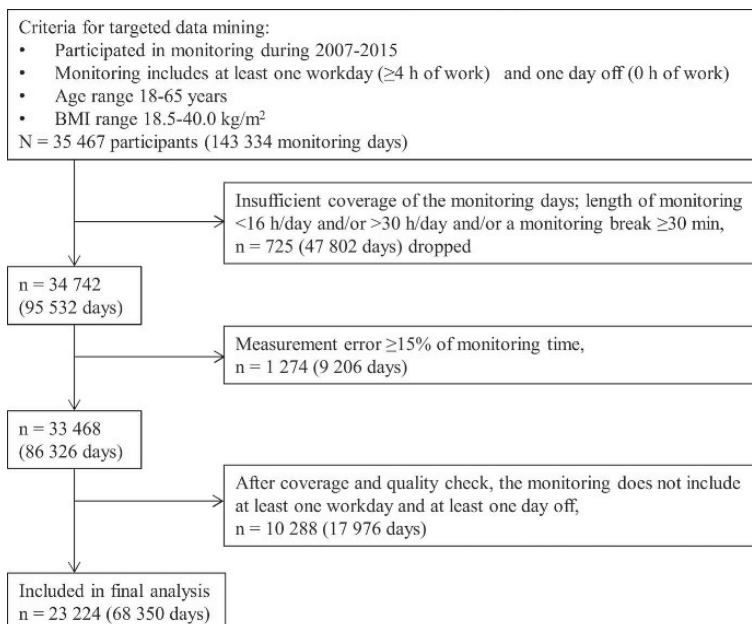 Criteria for targeted data mining:
• Participated in monitoring during 2007-2015
• Monitoring includes at least one workday (≥4 h of work) and one day off (0 h of work)
• Age range 18-65 years
• BMI range 18.5-40.0 kg/m²
N = 35 467 participants (143 334 monitoring days)
Insufficient coverage of the monitoring days; length of monitoring
<16 h/day and/or >30 h/day and/or a monitoring break ≥30 min,
n = 725 (47 802 days) dropped
n = 34 742
(95 532 days)
Measurement error ≥15% of monitoring time,
n = 1 274 (9 206 days)
n = 33 468
(86 326 days)
After coverage and quality check, the monitoring does not include
at least one workday and at least one day off,
n = 10 288 (17 976 days)
Included in final analysis
n = 23 224 (68 350 days)